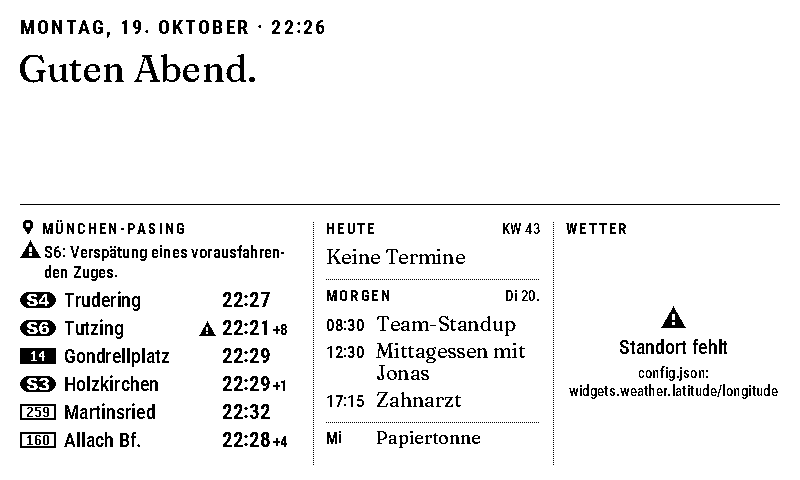 MONTAG, 19. OKTOBER · 22:26
Guten Abend.
MÜNCHEN-PASING
S6: Verspätung eines vorausfahren-
den Zuges.
S4 Trudering 22:27
S6 Tutzing 22:21 +8
14 Gondrellplatz 22:29
S3 Holzkirchen 22:29 +1
259 Martinsried 22:32
160 Allach Bf. 22:28 +4
HEUTE KW 43
Keine Termine
MORGEN Di 20.
08:30 Team-Standup
12:30 Mittagessen mit
Jonas
17:15 Zahnarzt
Mi Papiertonne
WETTER
Standort fehlt
config.json:
widgets.weather.latitude/longitude